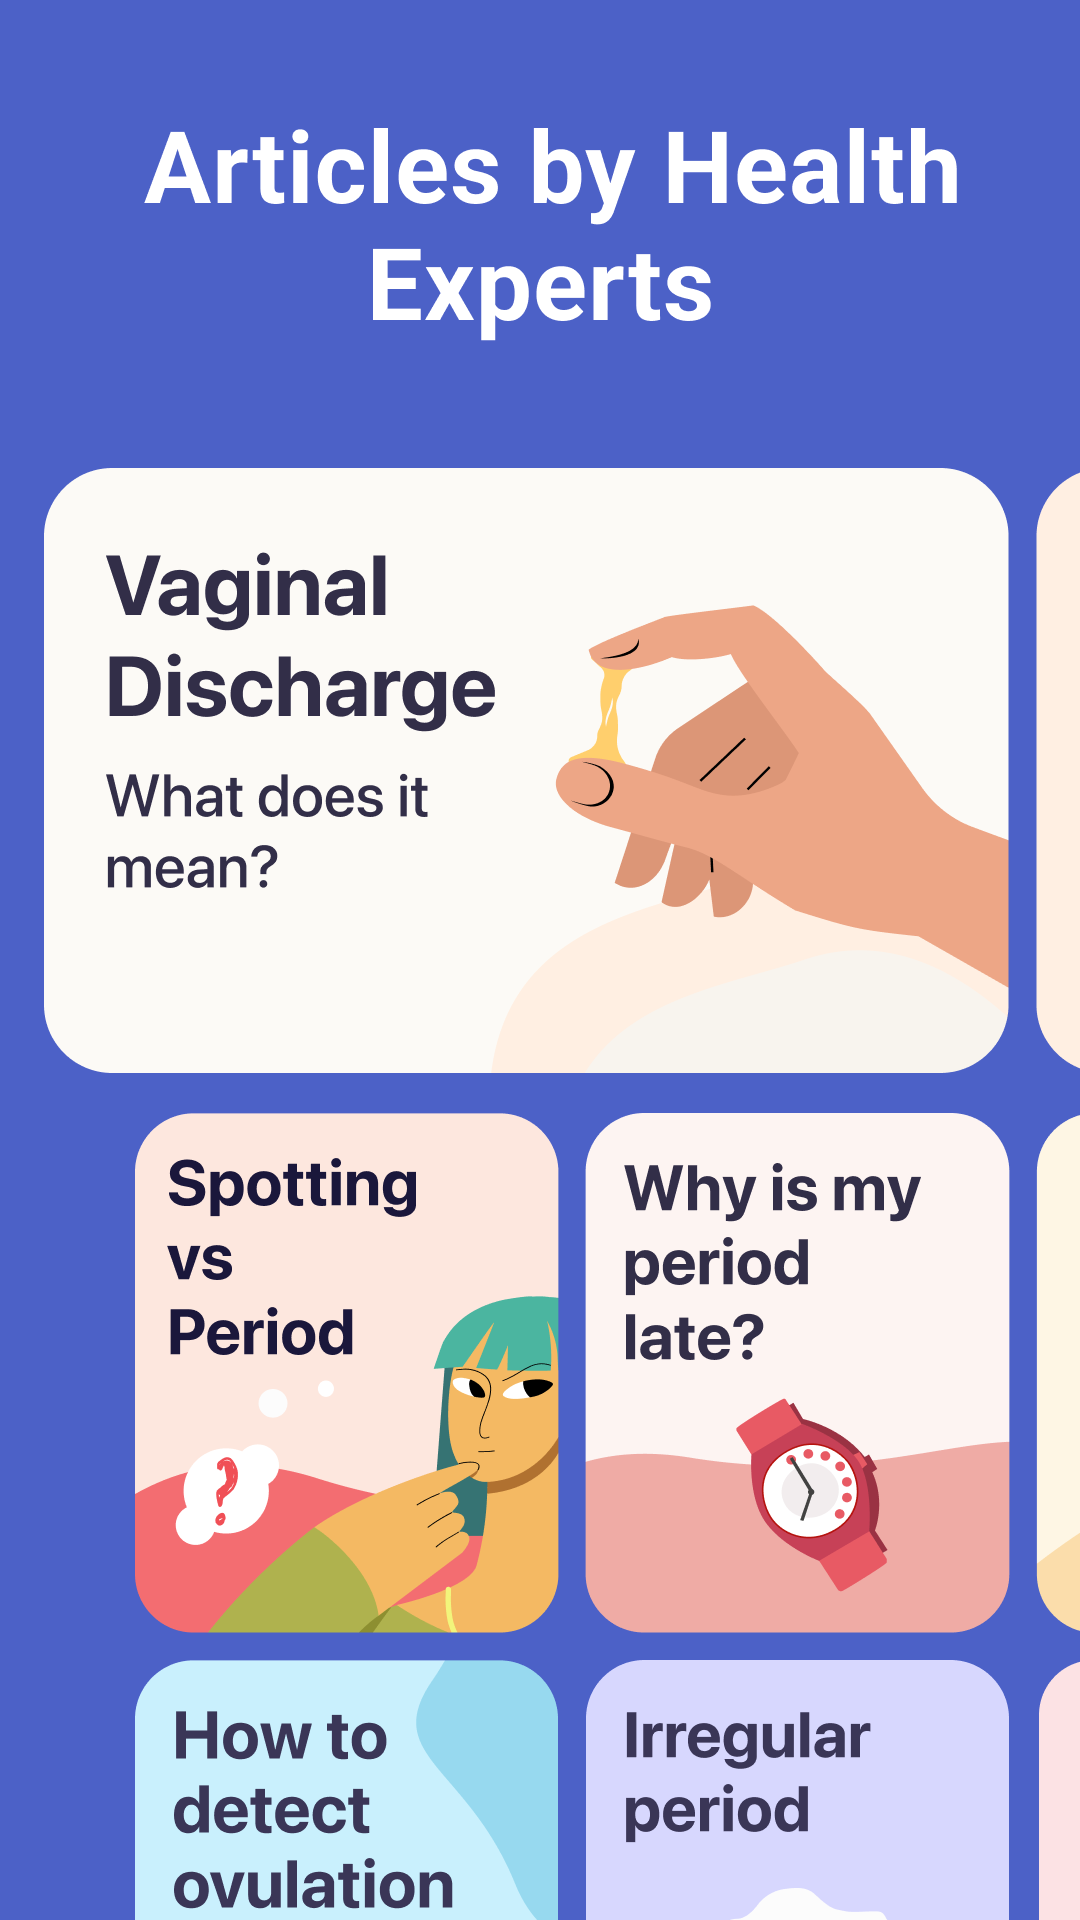 Articles by Health
Experts
Vaginal
Discharge
What does it
mean?
Spotting
vs
Period
Why is my
period
late?
?
How to
detect
ovulation
Irregular
period